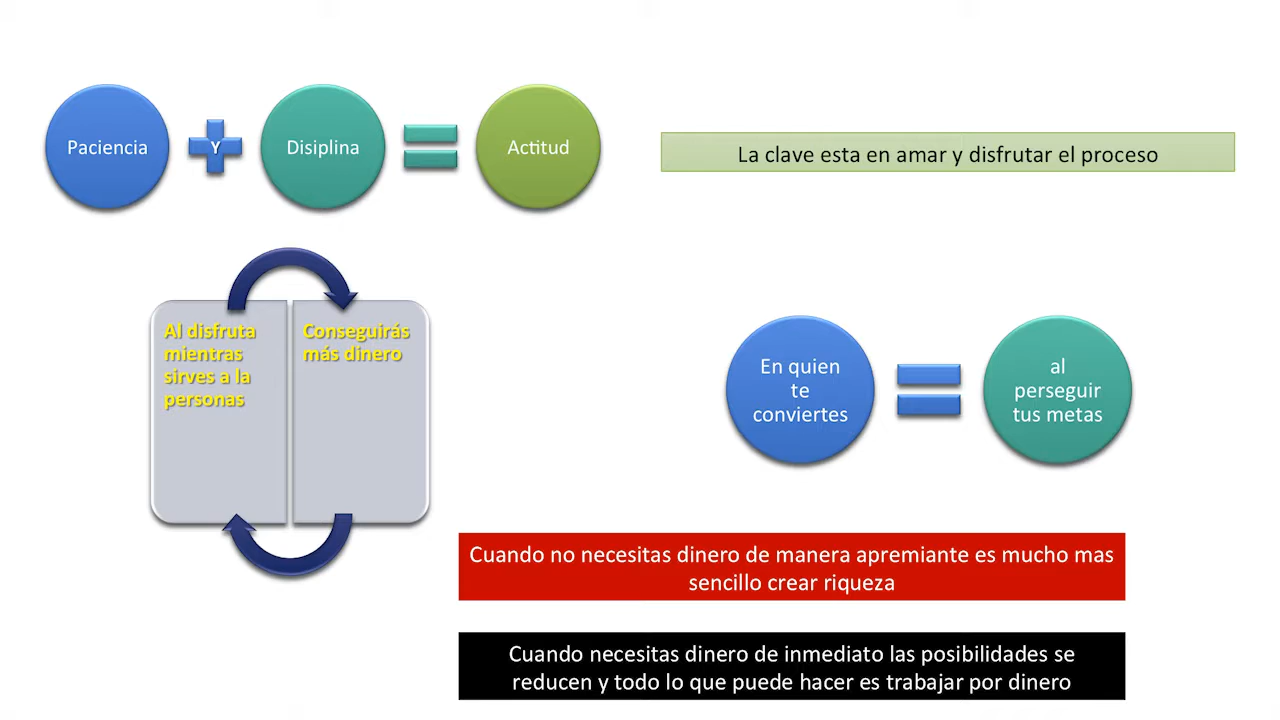 Paciencia
Y
Disiplina
Actitud
La clave esta en amar y disfrutar el proceso
Al disfruta
mientras
sirves a la
personas
Conseguirás
más dinero
En quien
te
conviertes
al
perseguir
tus metas
Cuando no necesitas dinero de manera apremiante es mucho mas
sencillo crear riqueza
Cuando necesitas dinero de inmediato las posibilidades se
reducen y todo lo que puede hacer es trabajar por dinero